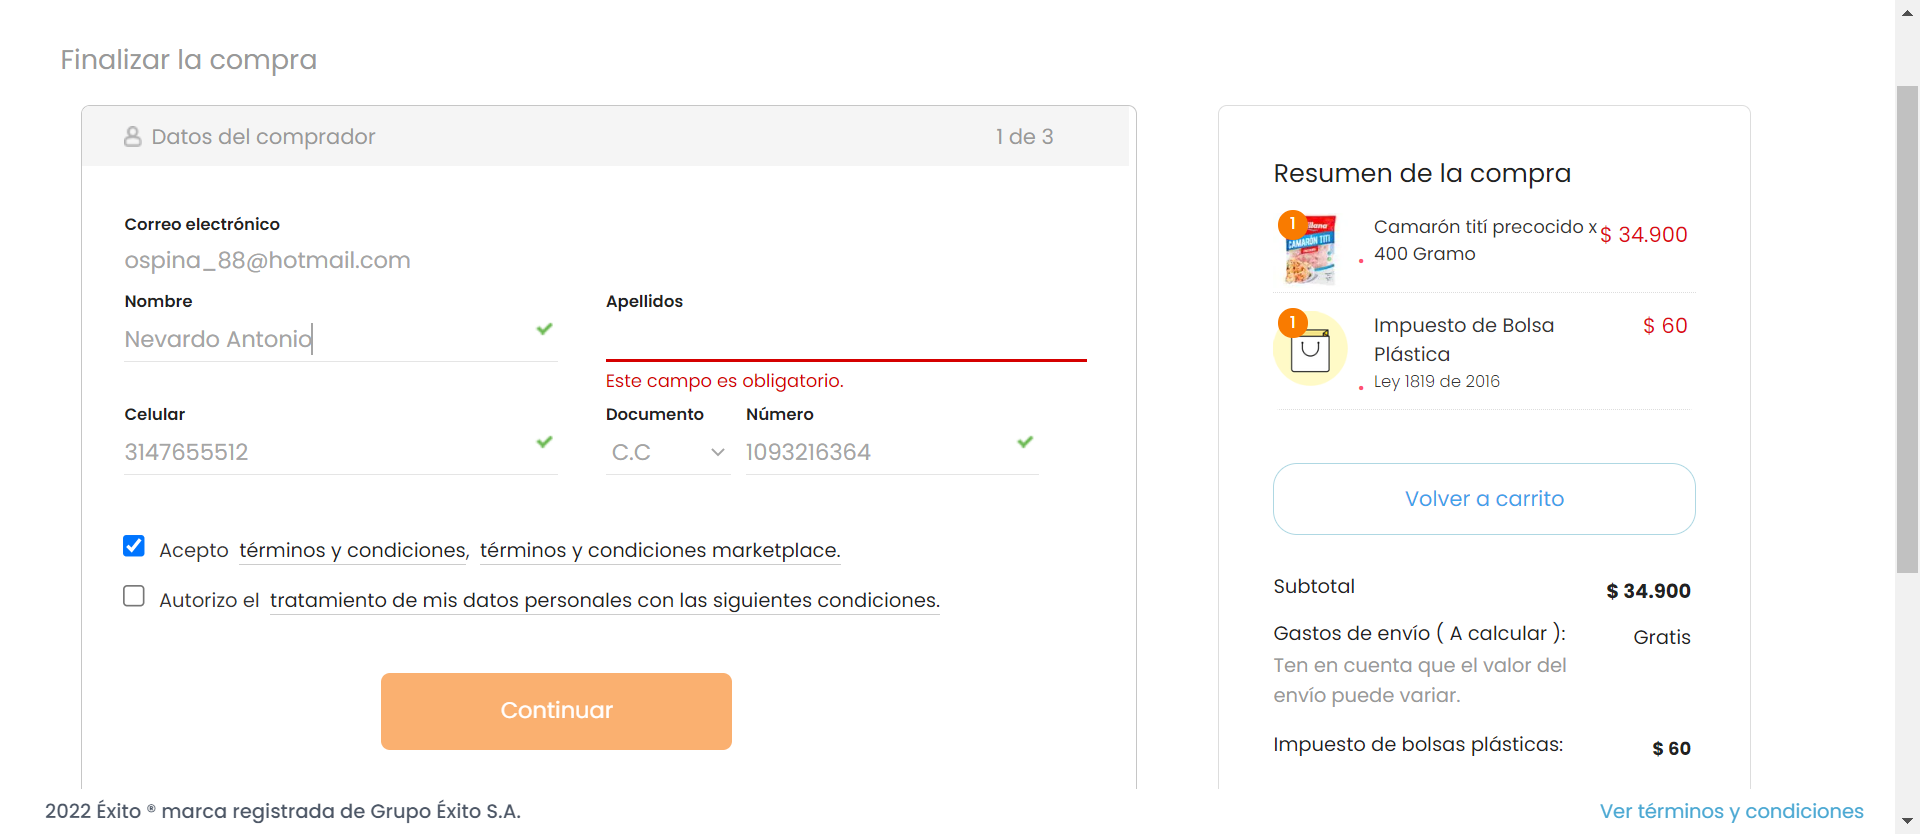 Finalizar la compra
Datos del comprador
1 de 3
Correo electrónico
ospina_88@hotmail.com
Nombre
Apellidos
Nevardo Antonio
Este campo es obligatorio.
Celular
Documento
Número
3147655512
C.C
1093216364
Acepto términos y condiciones, términos y condiciones marketplace.
Autorizo el tratamiento de mis datos personales con las siguientes condiciones.
Continuar
Resumen de la compra
1
CAMARÓN TITÍ
Camarón tití precocido x
400 Gramo
$ 34.900
1
Impuesto de Bolsa
Plástica
Ley 1819 de 2016
$ 60
Volver a carrito
Subtotal
$ 34.900
Gastos de envío ( A calcular ):
Gratis
Ten en cuenta que el valor del
envío puede variar.
Impuesto de bolsas plásticas:
$ 60
2022 Éxito ® marca registrada de Grupo Éxito S.A.
Ver términos y condiciones